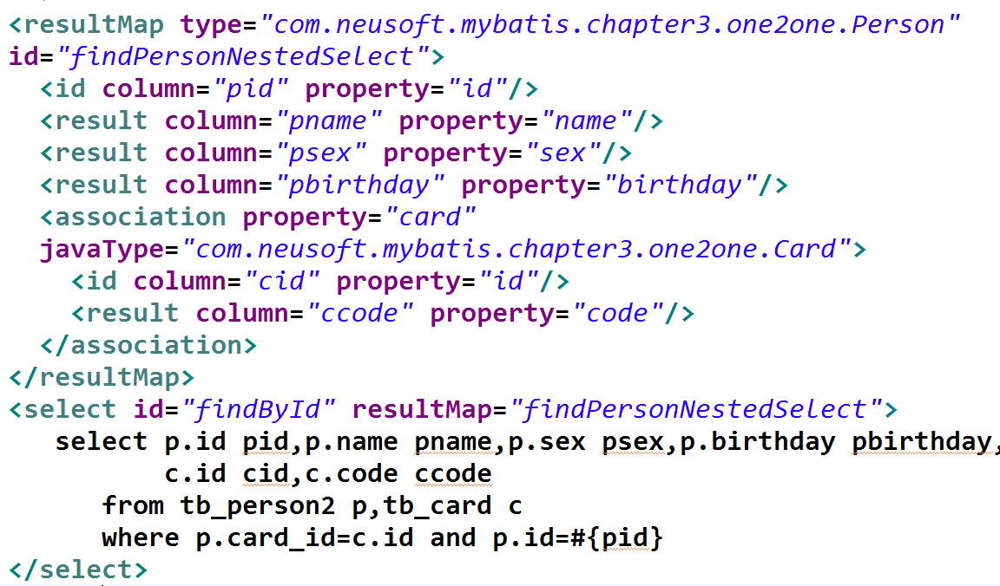 <resultMap type="com.neusoft.mybatis.chapter3.one2one.Person"
id="findPersonNestedSelect">
  <id column="pid" property="id"/>
  <result column="pname" property="name"/>
  <result column="psex" property="sex"/>
  <result column="pbirthday" property="birthday"/>
  <association property="card"
  javaType="com.neusoft.mybatis.chapter3.one2one.Card">
    <id column="cid" property="id"/>
    <result column="ccode" property="code"/>
  </association>
</resultMap>
<select id="findById" resultMap="findPersonNestedSelect">
   select p.id pid,p.name pname,p.sex psex,p.birthday pbirthday,
          c.id cid,c.code ccode
      from tb_person2 p,tb_card c
      where p.card_id=c.id and p.id=#{pid}
</select>